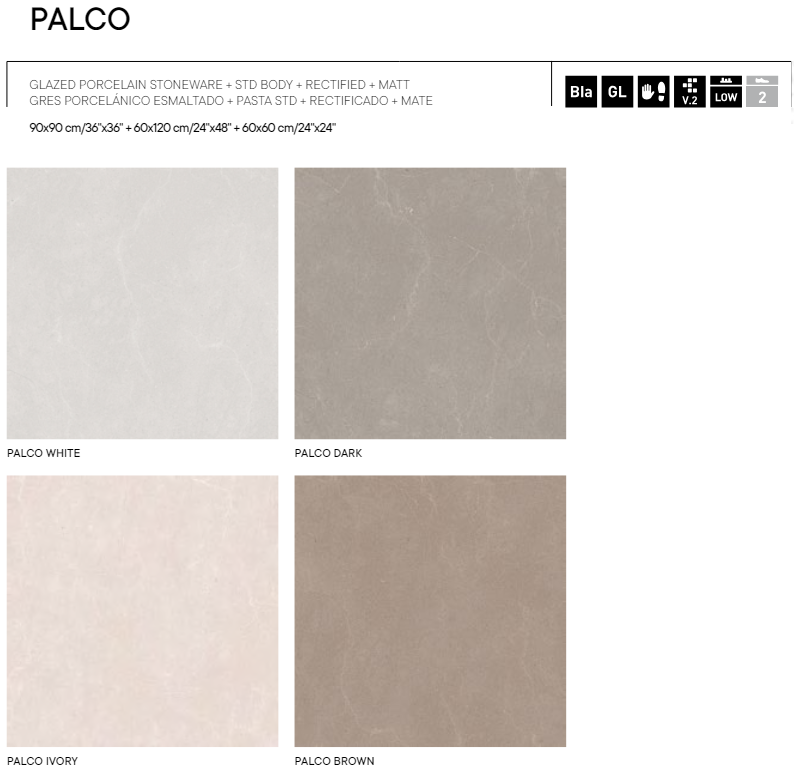 PALCO
GLAZED PORCELAIN STONEWARE + STD BODY + RECTIFIED + MATT
GRES PORCELÁNICO ESMALTADO + PASTA STD + RECTIFICADO + MATE
BIa GL V.2 LOW 2
90x90 cm/36"x36" + 60x120 cm/24"x48" + 60x60 cm/24"x24"
PALCO WHITE
PALCO DARK
PALCO IVORY
PALCO BROWN